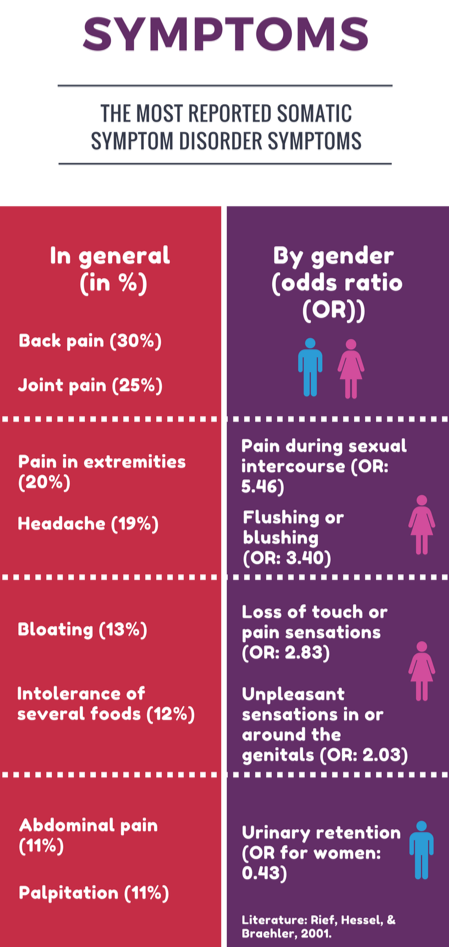 SYMPTOMS
THE MOST REPORTED SOMATIC
SYMPTOM DISORDER SYMPTOMS
In general
(in %)
Back pain (30%)
Joint pain (25%)
Pain in extremities
(20%)
Headache (19%)
Bloating (13%)
Intolerance of
several foods (12%)
Abdominal pain
(11%)
Palpitation (11%)
By gender
(odds ratio
(OR))
Pain during sexual
intercourse (OR:
5.46)
Flushing or
blushing
(OR: 3.40)
Loss of touch or
pain sensations
(OR: 2.83)
Unpleasant
sensations in or
around the
genitals (OR: 2.03)
Urinary retention
(OR for women:
0.43)
Literature: Rief, Hessel, &
Braehler, 2001.